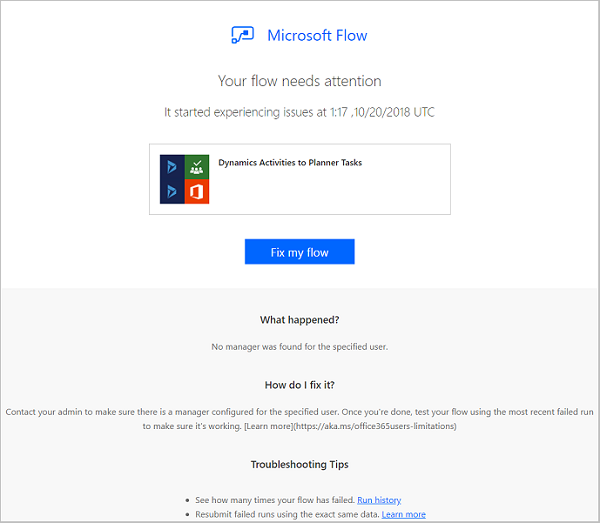 Microsoft Flow
Your flow needs attention
It started experiencing issues at 1:17 ,10/20/2018 UTC
Dynamics Activities to Planner Tasks
Fix my flow
What happened?
No manager was found for the specified user.
How do I fix it?
Contact your admin to make sure there is a manager configured for the specified user. Once you're done, test your flow using the most recent failed run
to make sure it's working. [Learn more](https://aka.ms/office365users-limitations)
Troubleshooting Tips
• See how many times your flow has failed. Run history
• Resubmit failed runs using the exact same data. Learn more